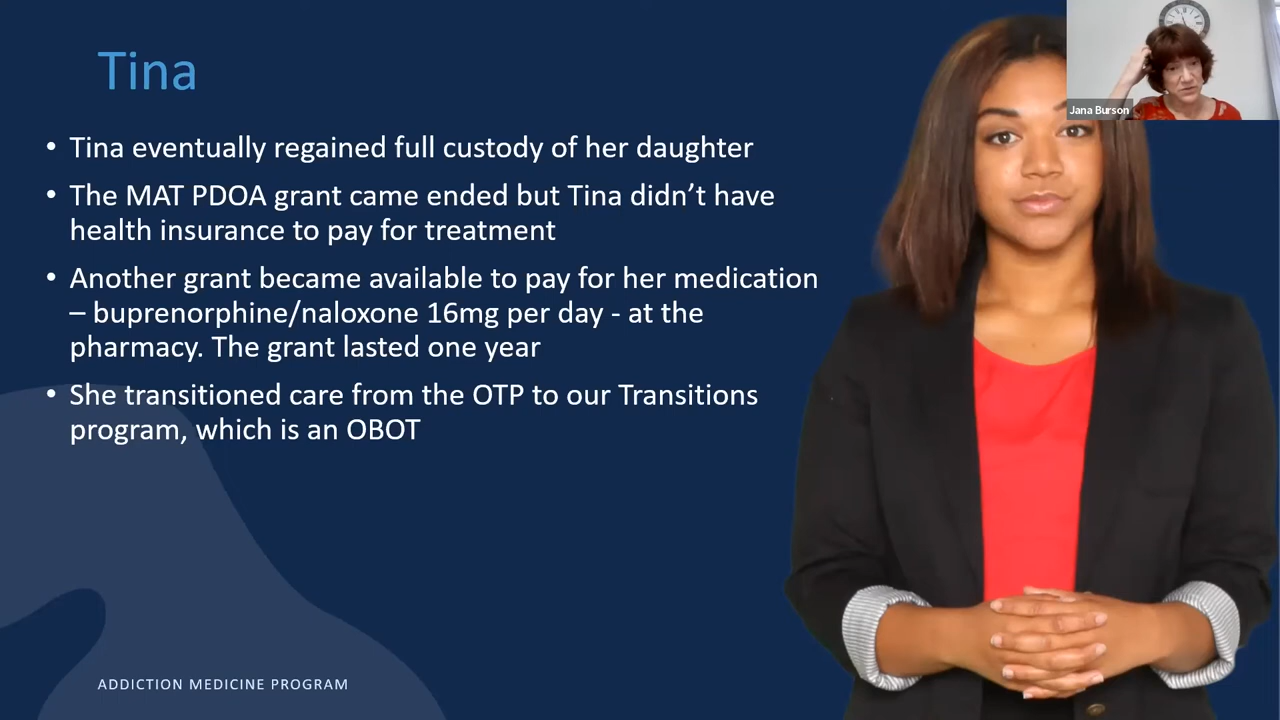 Tina
Jana Burson
• Tina eventually regained full custody of her daughter
• The MAT PDOA grant came ended but Tina didn’t have
health insurance to pay for treatment
• Another grant became available to pay for her medication
– buprenorphine/naloxone 16mg per day - at the
pharmacy. The grant lasted one year
• She transitioned care from the OTP to our Transitions
program, which is an OBOT
ADDICTION MEDICINE PROGRAM